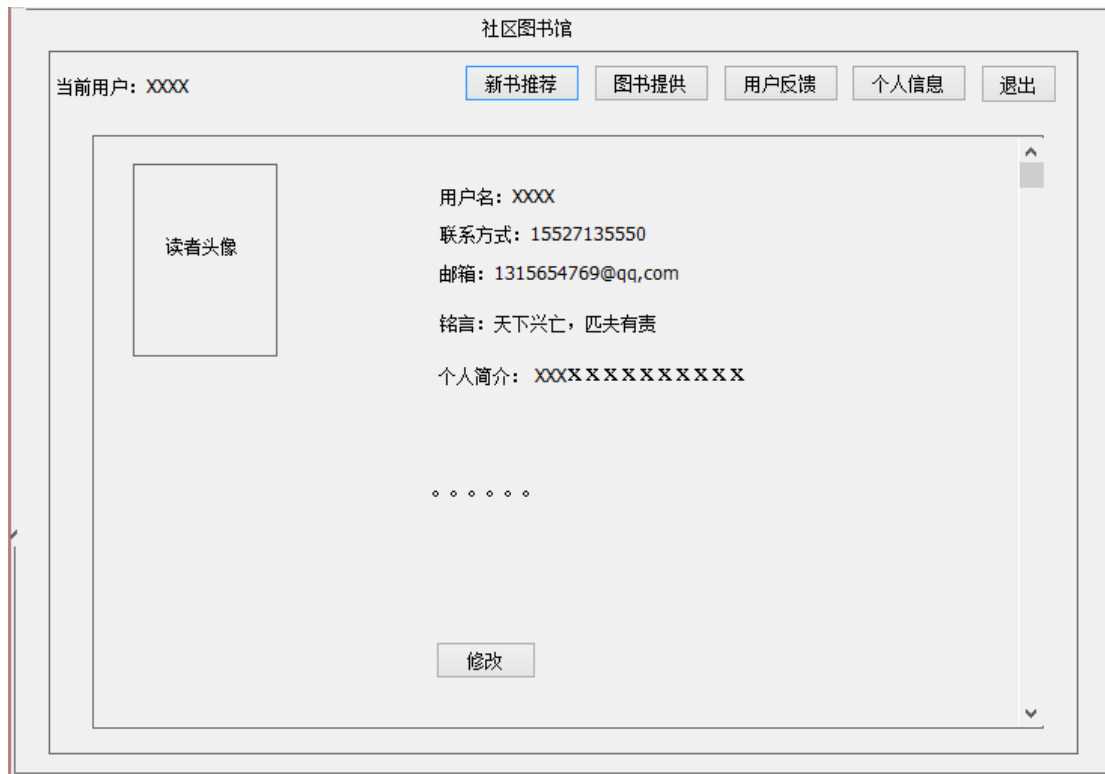 社区图书馆
当前用户：XXXX 新书推荐 图书提供 用户反馈 个人信息 退出
读者头像
用户名：XXXX
联系方式：15527135550
邮箱：1315654769@qq,com
铭言：天下兴亡，匹夫有责
个人简介： XXXXXXXXXXXXX
。。。。。。
修改